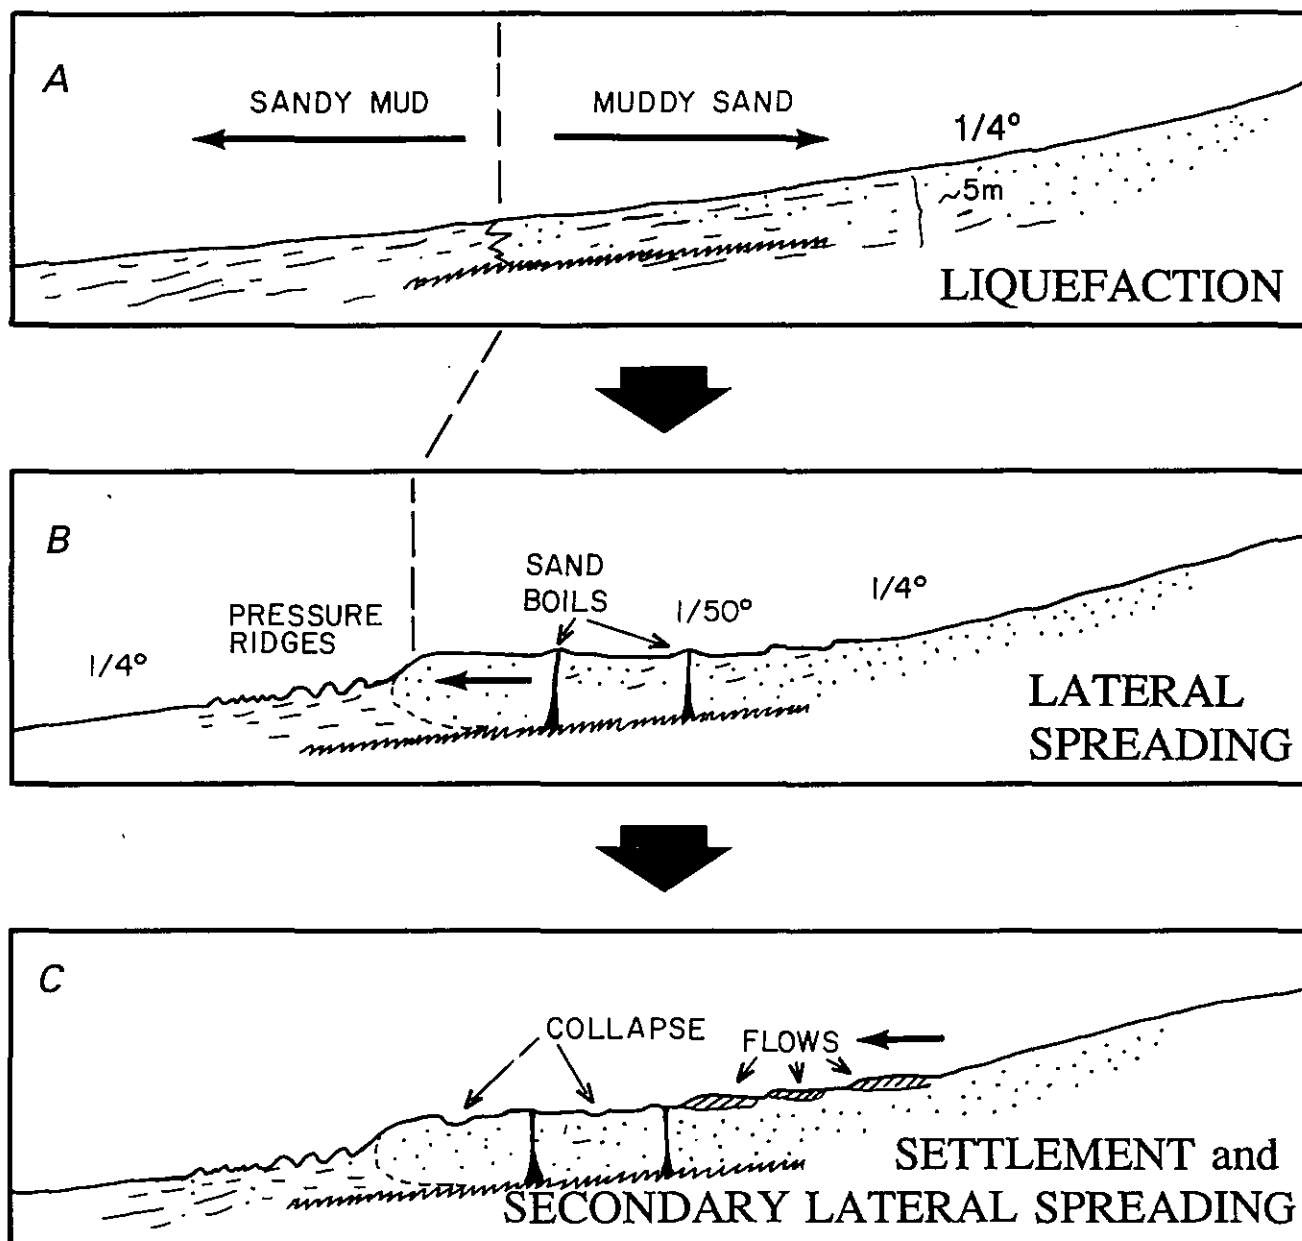 A
SANDY MUD
MUDDY SAND
1/4°
~5m
LIQUEFACTION
B
SAND
BOILS
1/50°
1/4°
PRESSURE
RIDGES
1/4°
LATERAL
SPREADING
C
COLLAPSE
FLOWS
SETTLEMENT and
SECONDARY LATERAL SPREADING